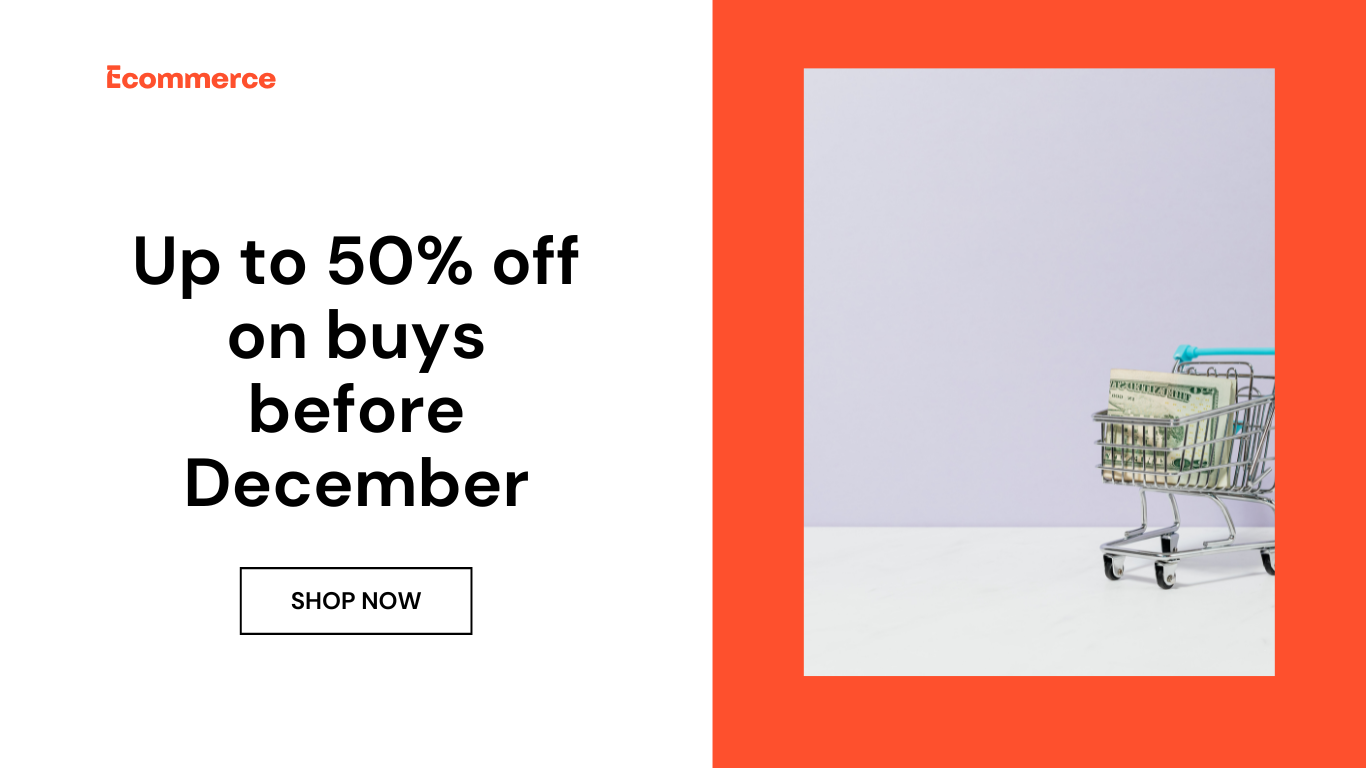 Ecommerce
Up to 50% off
on buys
before
December
SHOP NOW